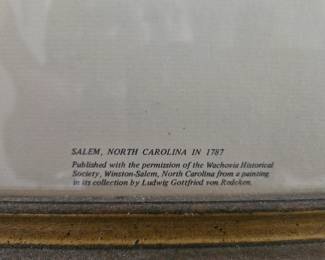 SALEM, NORTH CAROLINA IN 1787
Published with the permission of the Wachovia Historical
Society, Winston-Salem, North Carolina from a painting
in its collection by Ludwig Gottfried von Redeken.